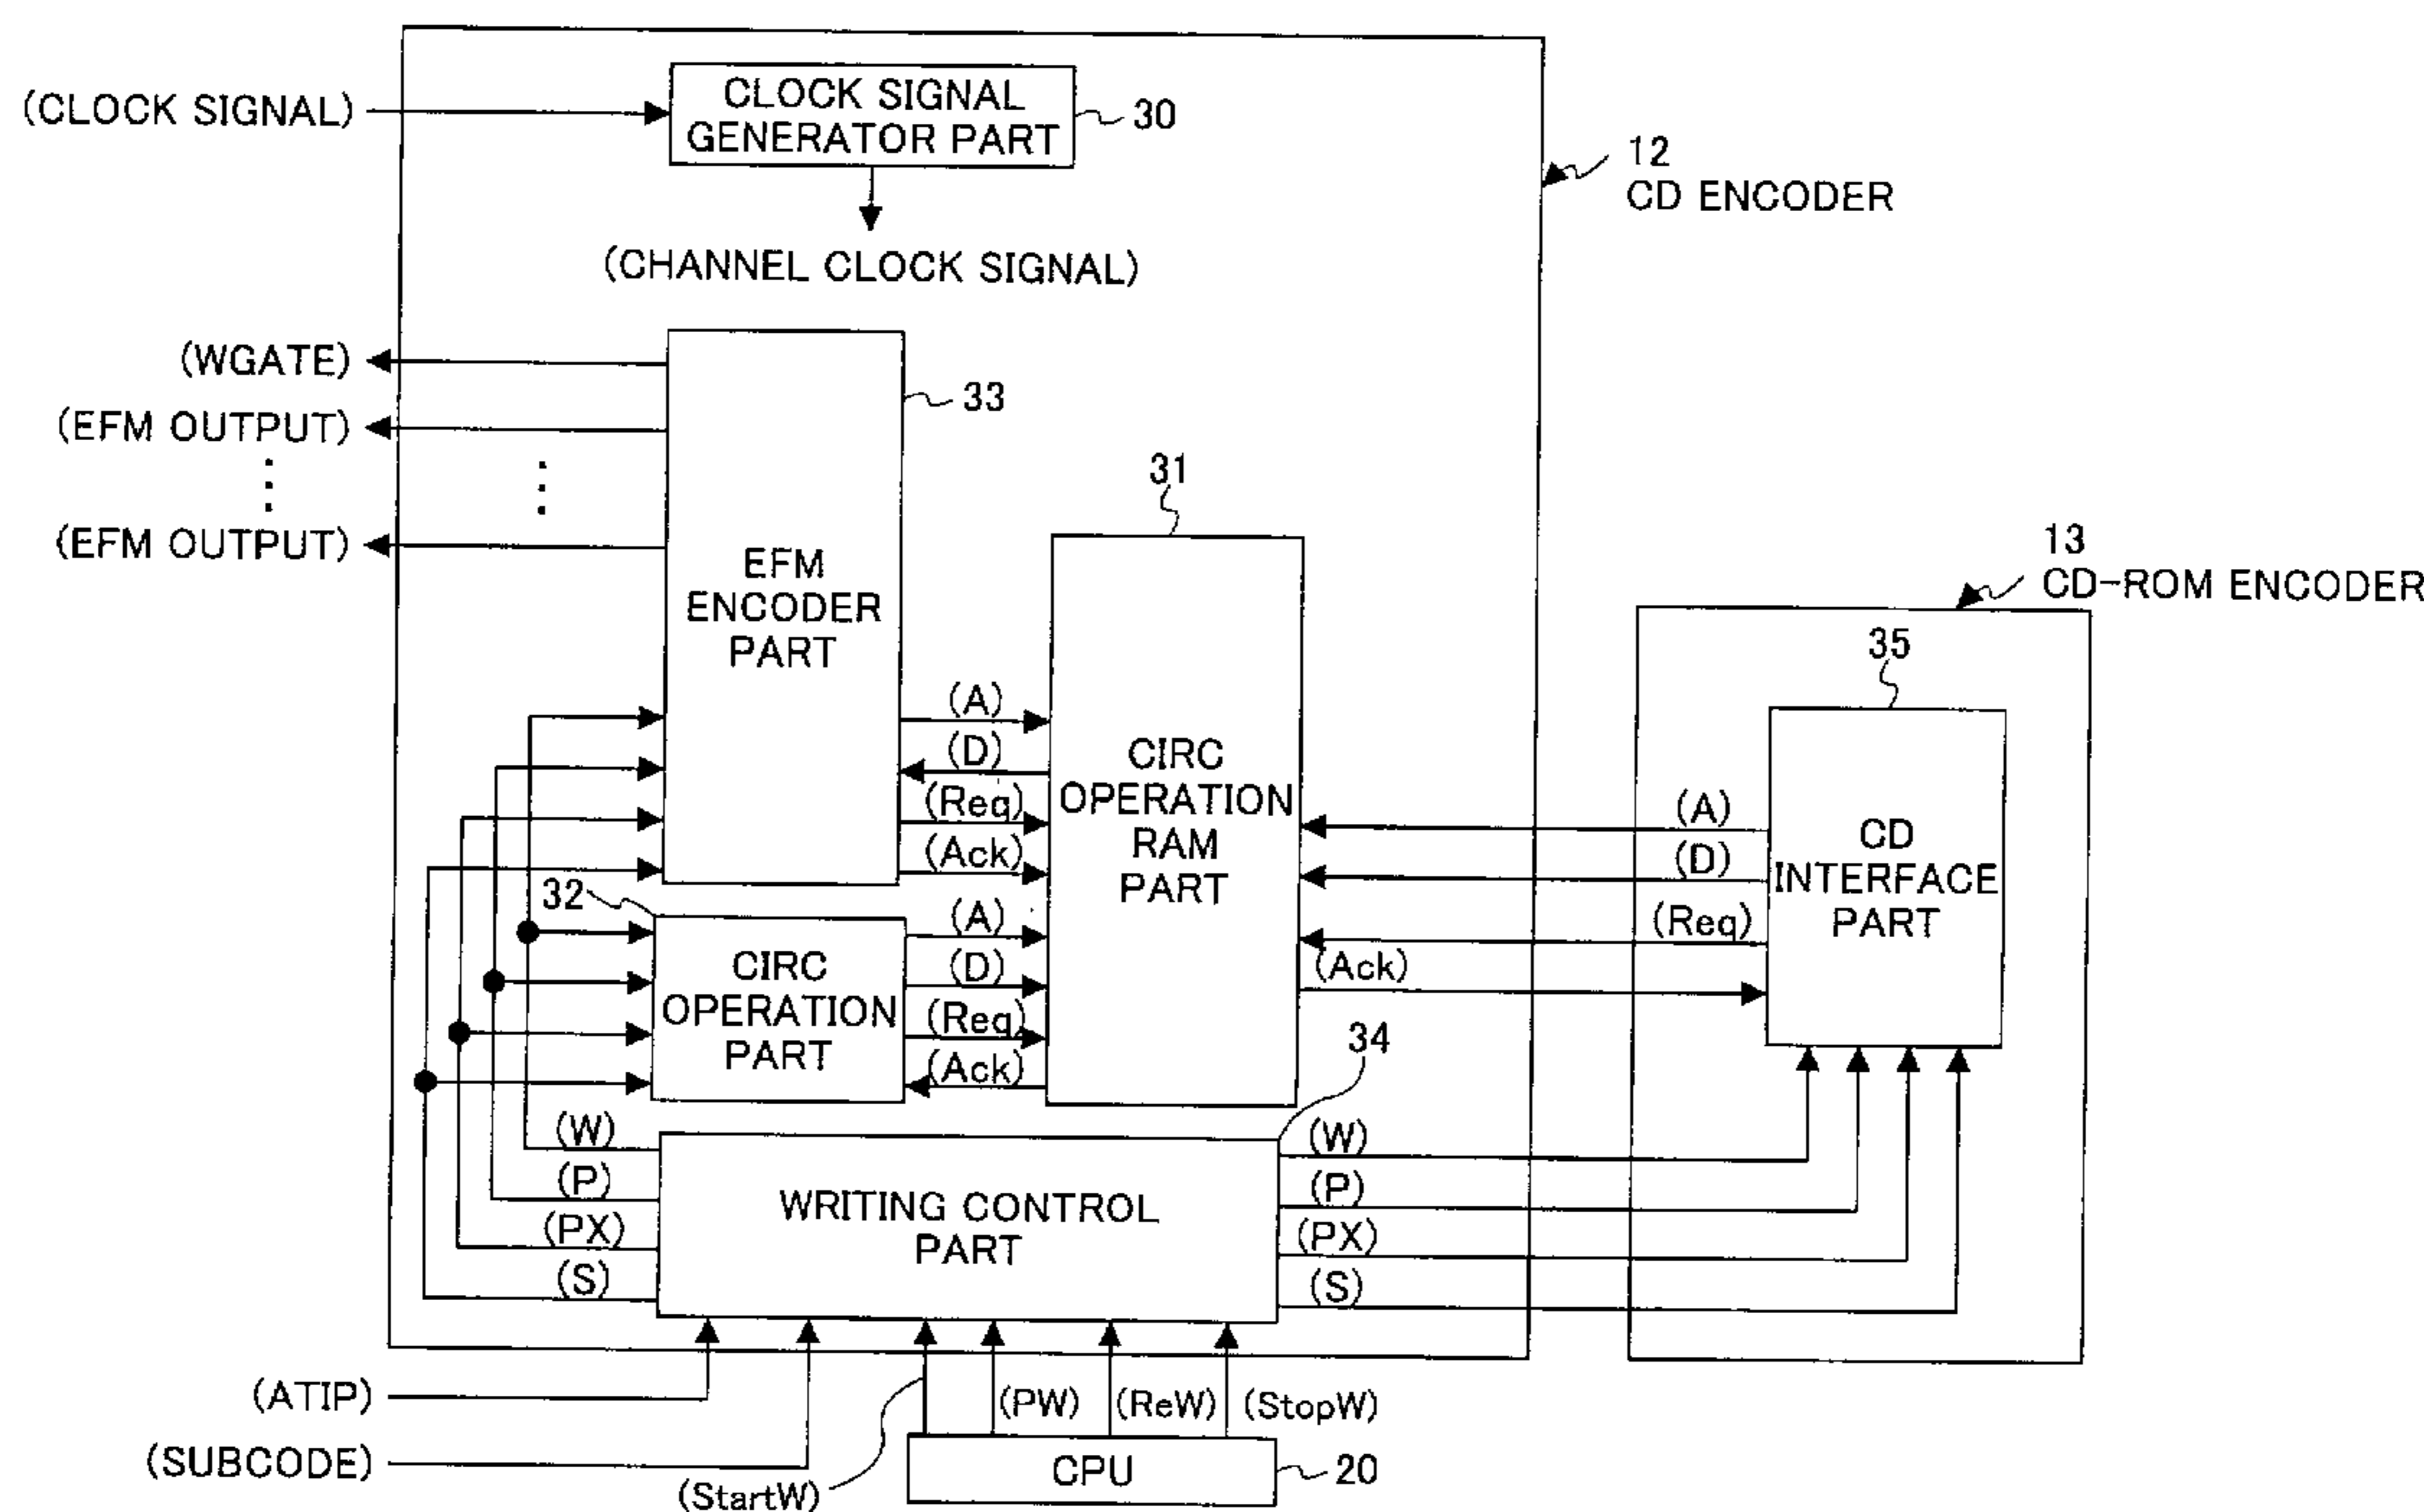 (CLOCK SIGNAL)
CLOCK SIGNAL
GENERATOR PART
30
12
CD ENCODER
(CHANNEL CLOCK SIGNAL)
(WGATE)
33
(EFM OUTPUT)
(EFM OUTPUT)
EFM
ENCODER
PART
31
13
CD-ROM ENCODER
35
(A)
(D)
(Req)
(Ack)
CIRC
OPERATION
RAM
PART
(A)
(D)
(Req)
(Ack)
CD
INTERFACE
PART
32
CIRC
OPERATION
PART
(A)
(D)
(Req)
(Ack)
34
(W)
(P)
(PX)
(S)
WRITING CONTROL
PART
(W)
(P)
(PX)
(S)
(ATIP)
(SUBCODE)
(StartW)
(PW)
(ReW)
(StopW)
CPU
20